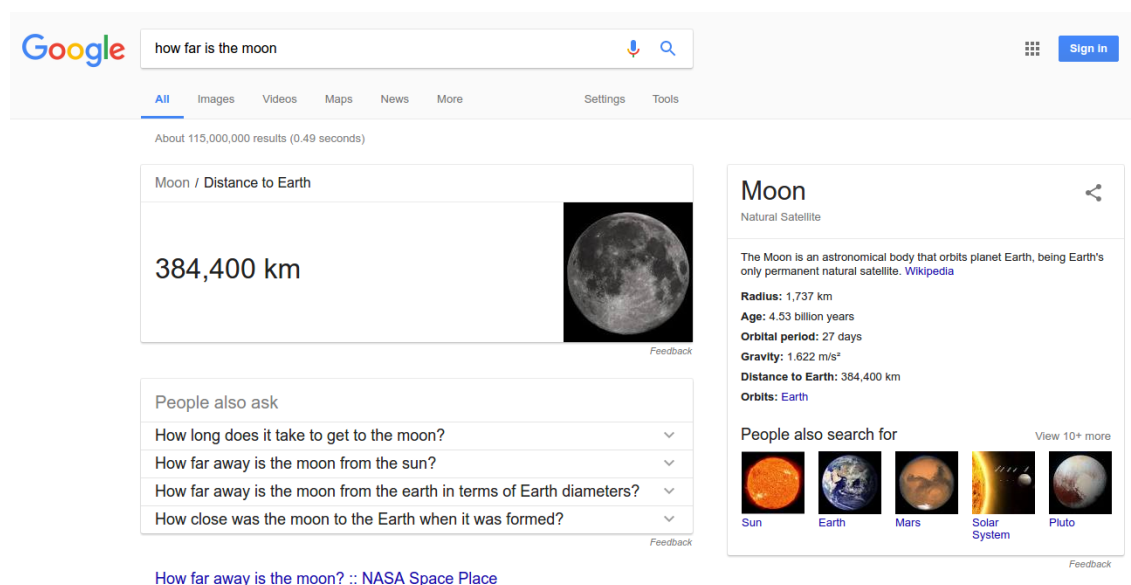 Google
how far is the moon
Sign in
All Images Videos Maps News More Settings Tools
About 115,000,000 results (0.49 seconds)
Moon / Distance to Earth
384,400 km
Feedback
People also ask
How long does it take to get to the moon?
How far away is the moon from the sun?
How far away is the moon from the earth in terms of Earth diameters?
How close was the moon to the Earth when it was formed?
Feedback
How far away is the moon? :: NASA Space Place
Moon
Natural Satellite
The Moon is an astronomical body that orbits planet Earth, being Earth's
only permanent natural satellite. Wikipedia
Radius: 1,737 km
Age: 4.53 billion years
Orbital period: 27 days
Gravity: 1.622 m/s²
Distance to Earth: 384,400 km
Orbits: Earth
People also search for View 10+ more
Sun Earth Mars Solar Pluto
System
Feedback